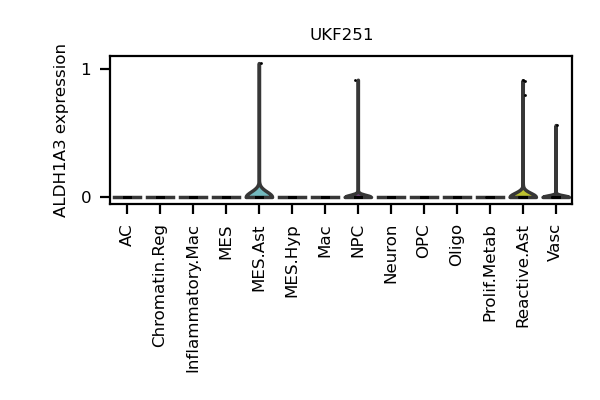 UKF251
ALDH1A3 expression
1
0
AC
Chromatin.Reg
Inflammatory.Mac
MES
MES.Ast
MES.Hyp
Mac
NPC
Neuron
OPC
Oligo
Prolif.Metab
Reactive.Ast
Vasc